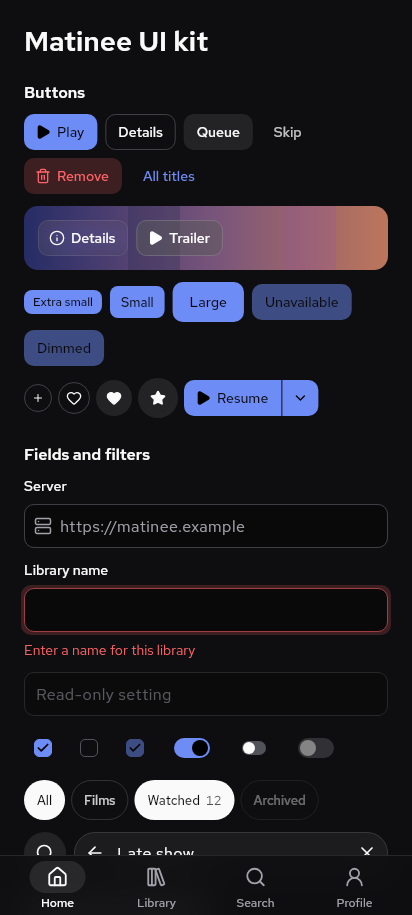 Matinee UI kit
Buttons
Play Details Queue Skip
Remove All titles
Details Trailer
Extra small Small Large Unavailable
Dimmed
Resume
Fields and filters
Server
https://matinee.example
Library name
Enter a name for this library
Read-only setting
All Films Watched 12 Archived
Late show
Home Library Search Profile